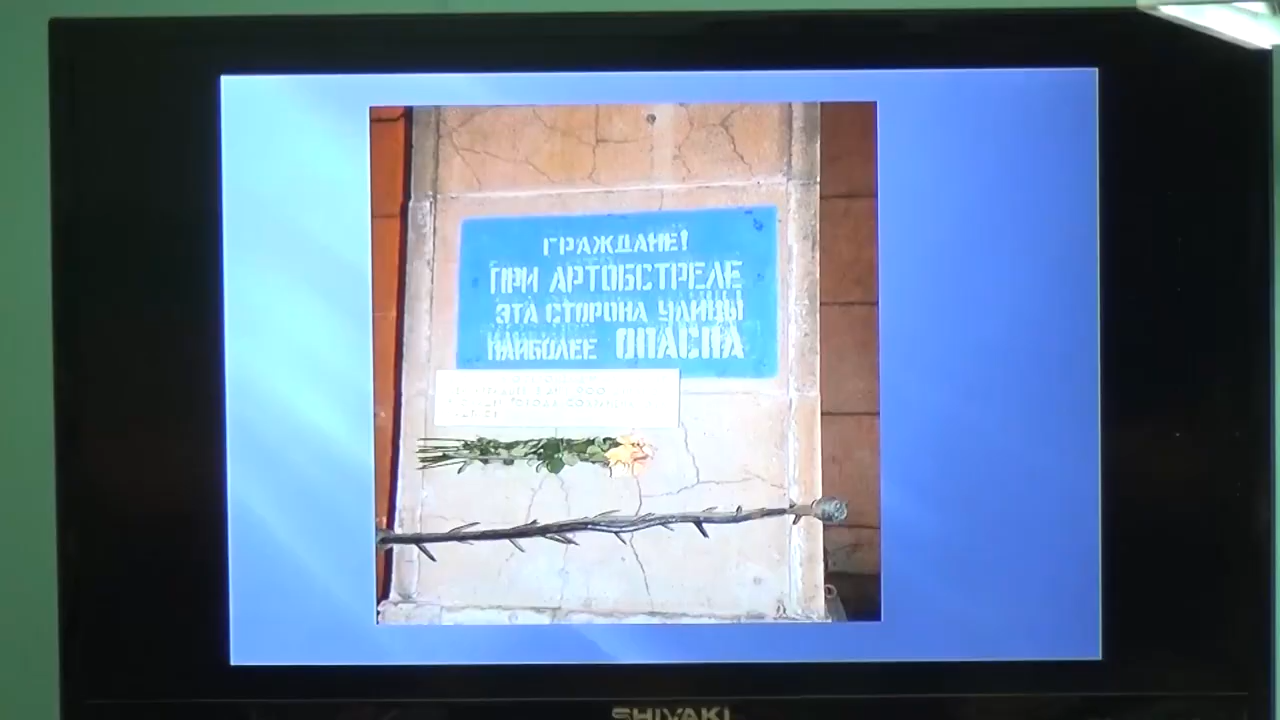 ГРАЖДАНЕ!
ПРИ АРТОБСТРЕЛЕ
ЭТА СТОРОНА УЛИЦЫ
НАИБОЛЕЕ ОПАСНА
SHIVAKI